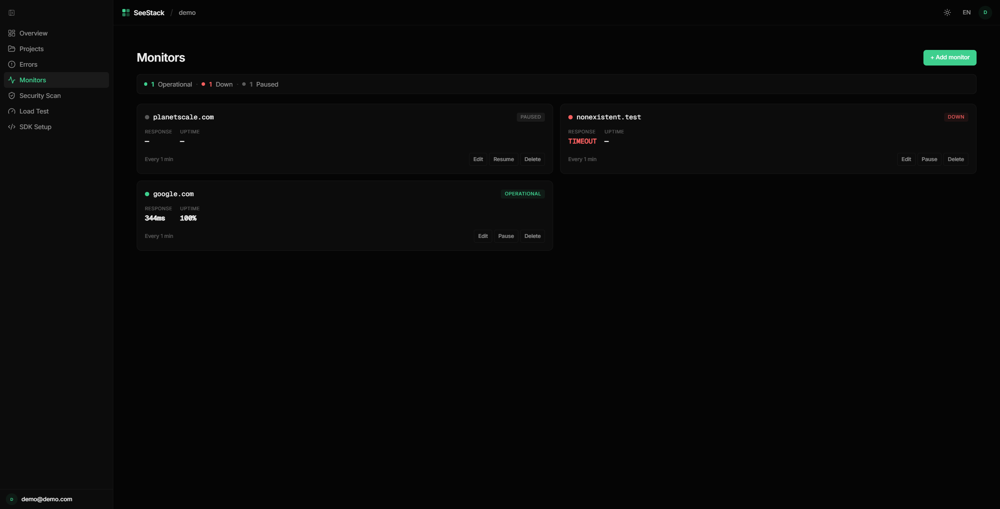 SeeStack / demo
EN
D
Overview
Projects
Errors
Monitors
Security Scan
Load Test
SDK Setup
Monitors
+ Add monitor
1 Operational · 1 Down · 1 Paused
planetscale.com
PAUSED
RESPONSE UPTIME
— —
Every 1 min
Edit Resume Delete
nonexistent.test
DOWN
RESPONSE UPTIME
TIMEOUT —
Every 1 min
Edit Pause Delete
google.com
OPERATIONAL
RESPONSE UPTIME
344ms 100%
Every 1 min
Edit Pause Delete
D demo@demo.com